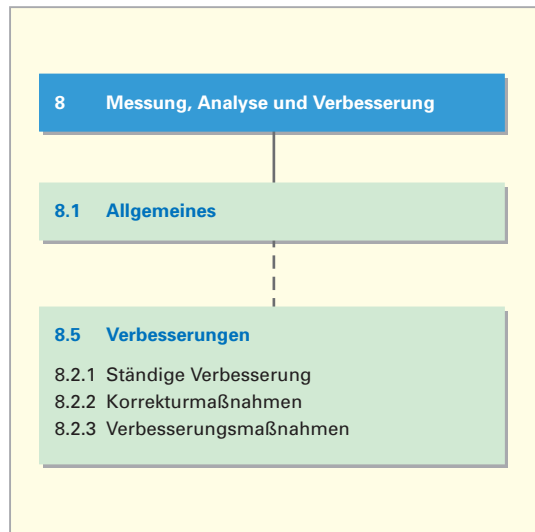 8 Messung, Analyse und Verbesserung
8.1 Allgemeines
8.5 Verbesserungen
8.2.1 Ständige Verbesserung
8.2.2 Korrekturmaßnahmen
8.2.3 Verbesserungsmaßnahmen